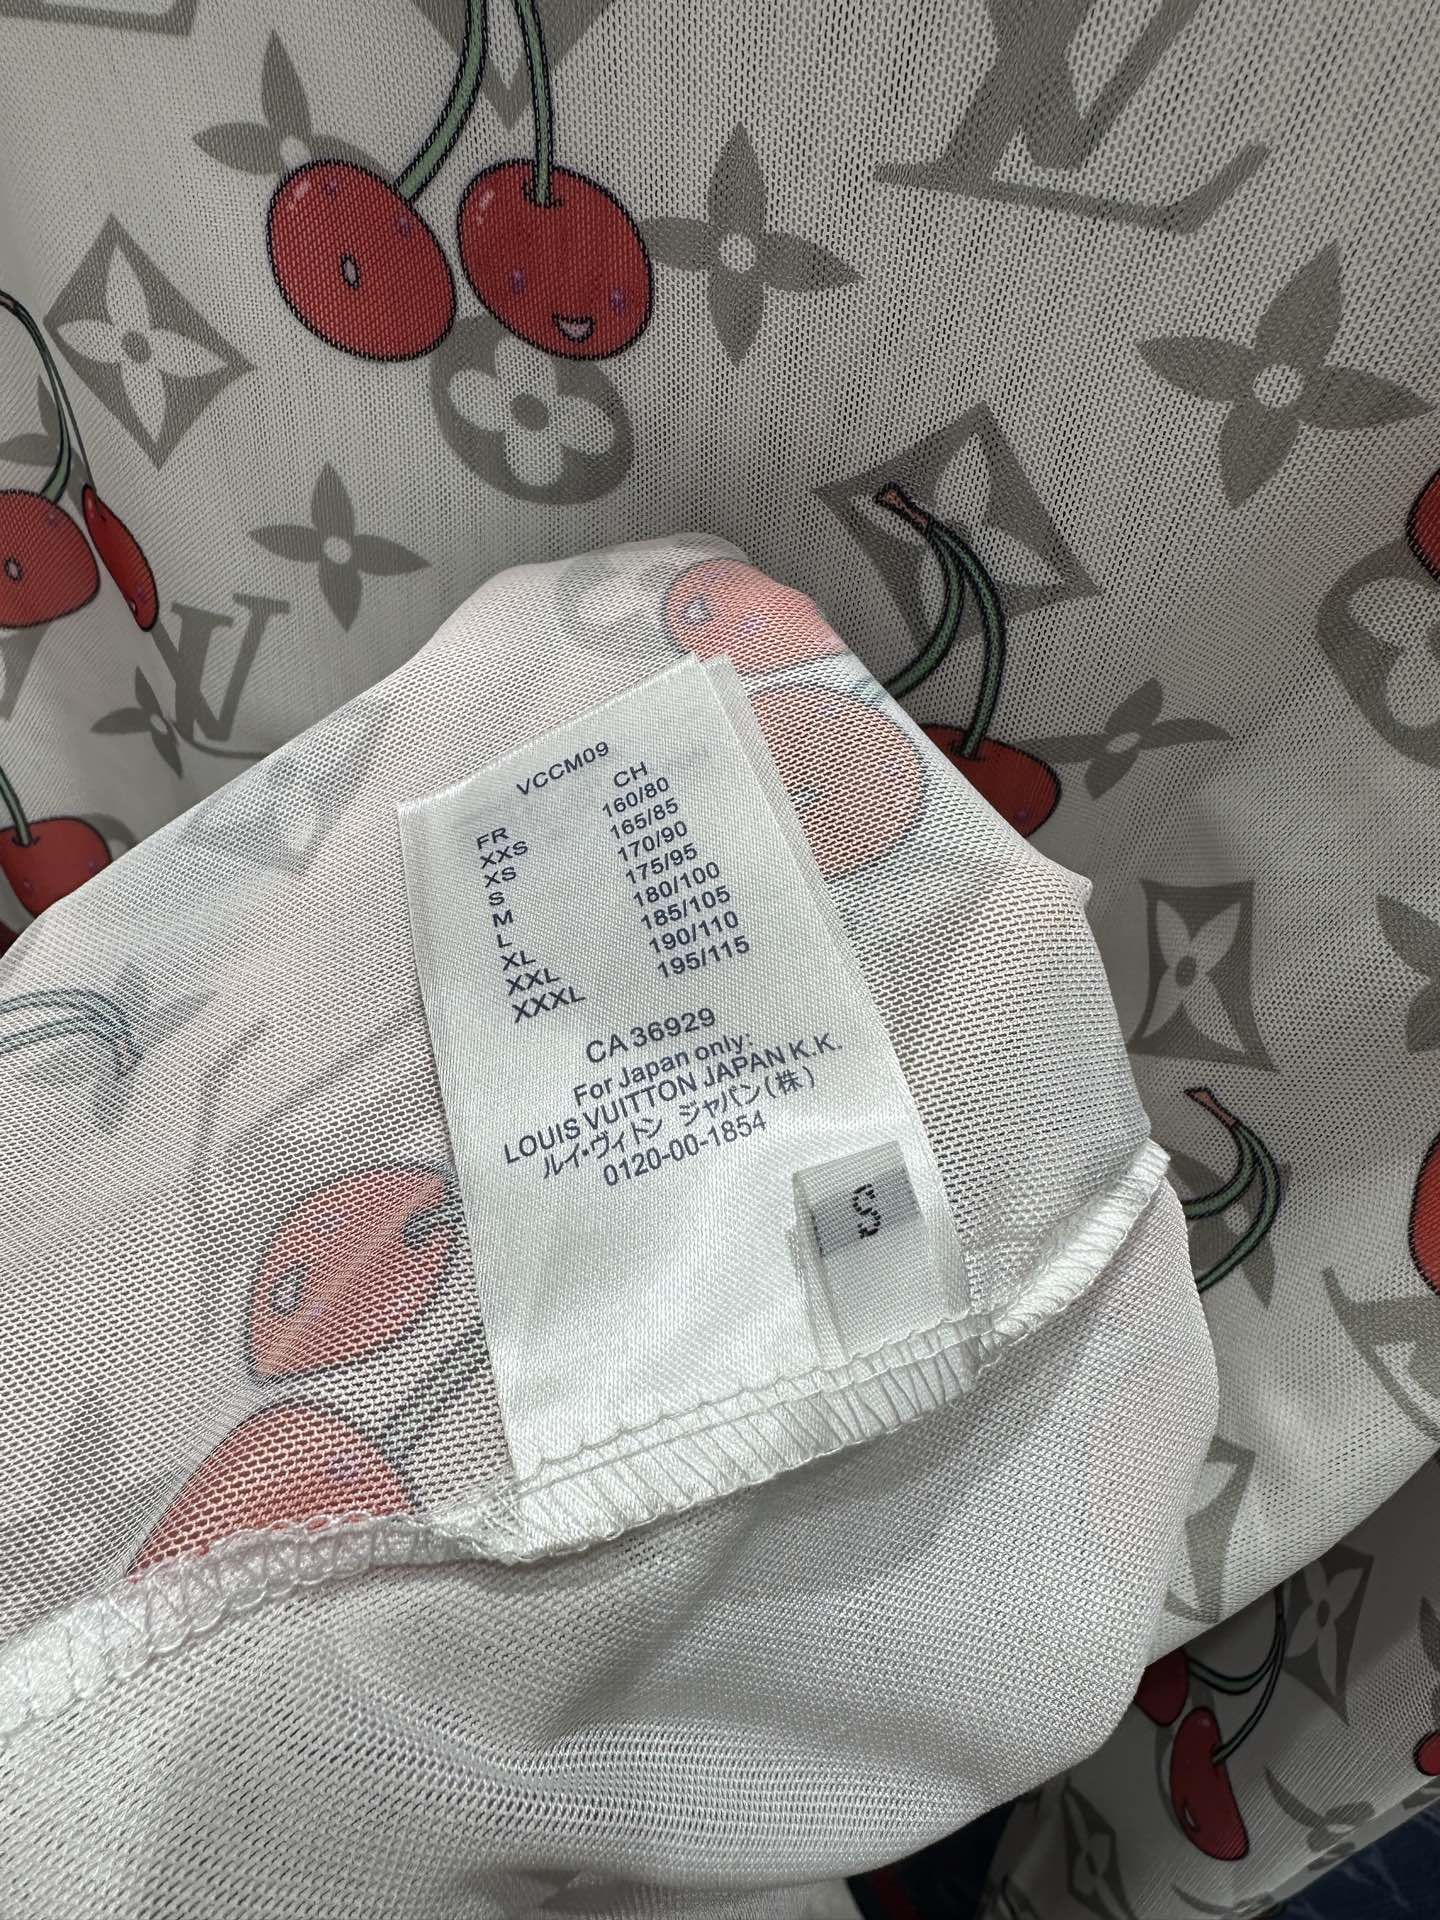 VCCM09
FR CH
XXS 160/80
XS 165/85
S 170/90
M 175/95
L 180/100
XL 185/105
XXL 190/110
XXXL 195/115
CA 36929
For Japan only:
LOUIS VUITTON JAPAN K.K.
ルイ・ヴィトン ジャパン(株)
0120-00-1854
S
LV
LV